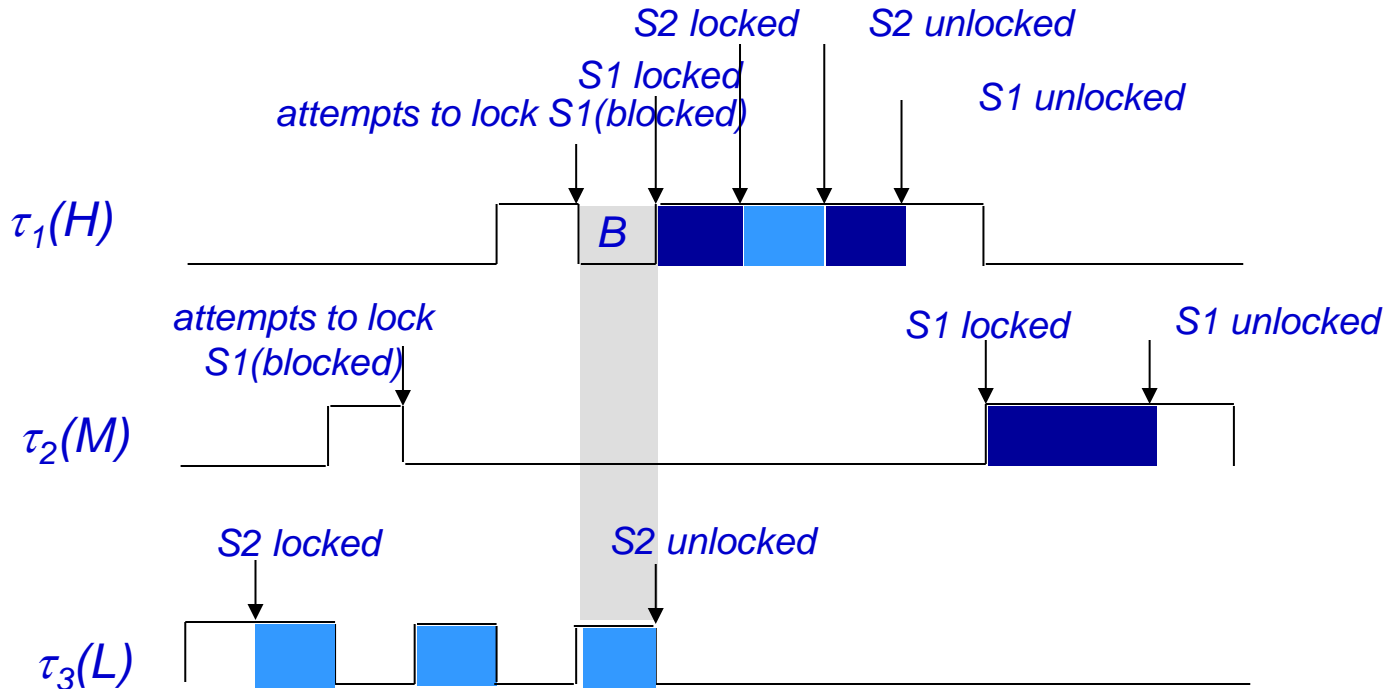 S2 locked
S2 unlocked
S1 locked
S1 unlocked
attempts to lock S1(blocked)
τ1(H)
B
attempts to lock
S1(blocked)
S1 locked
S1 unlocked
τ2(M)
S2 locked
S2 unlocked
τ3(L)